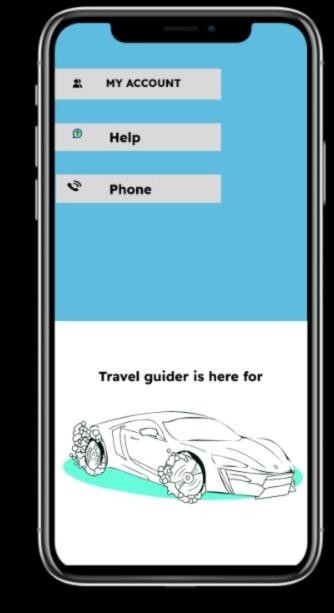 MY ACCOUNT
Help
Phone
Travel guider is here for